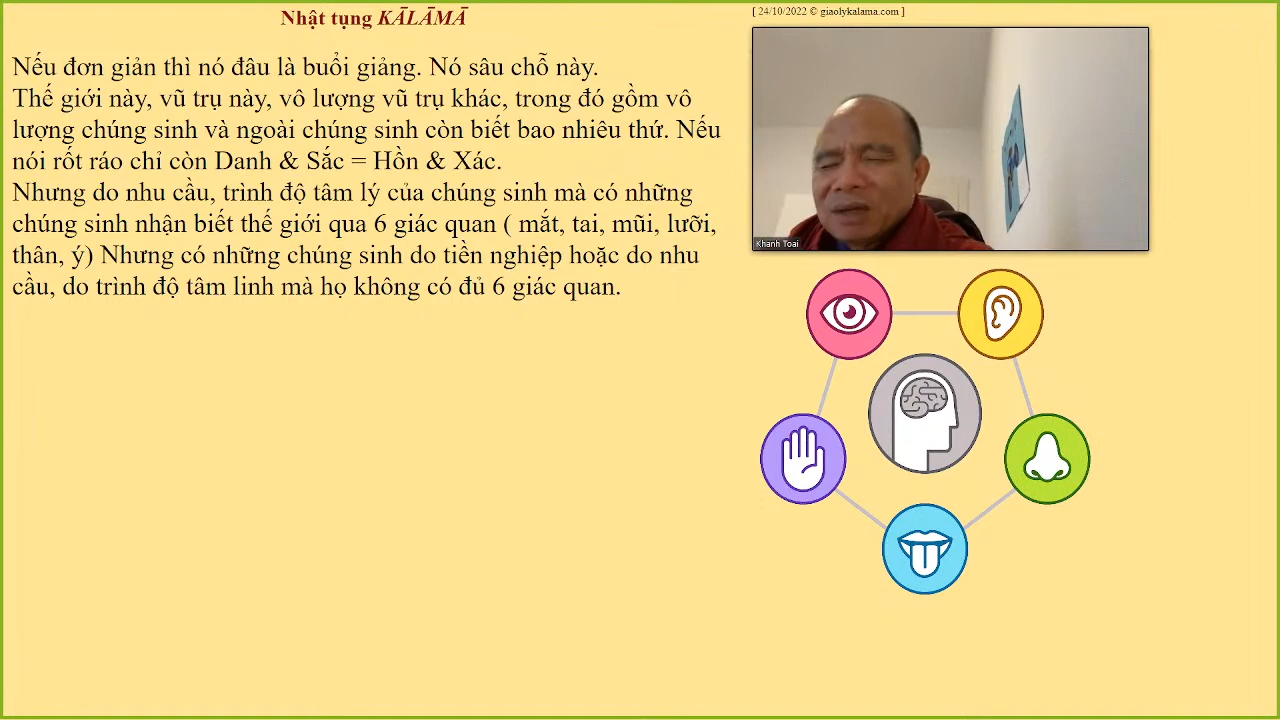 Nhật tụng KĀLĀMĀ
[ 24/10/2022 © giaolykalama.com ]
Nếu đơn giản thì nó đâu là buổi giảng. Nó sâu chỗ này.
Thế giới này, vũ trụ này, vô lượng vũ trụ khác, trong đó gồm vô
lượng chúng sinh và ngoài chúng sinh còn biết bao nhiêu thứ. Nếu
nói rốt ráo chỉ còn Danh & Sắc = Hồn & Xác.
Nhưng do nhu cầu, trình độ tâm lý của chúng sinh mà có những
chúng sinh nhận biết thế giới qua 6 giác quan ( mắt, tai, mũi, lưỡi,
thân, ý) Nhưng có những chúng sinh do tiền nghiệp hoặc do nhu
cầu, do trình độ tâm linh mà họ không có đủ 6 giác quan.
Khanh Toai